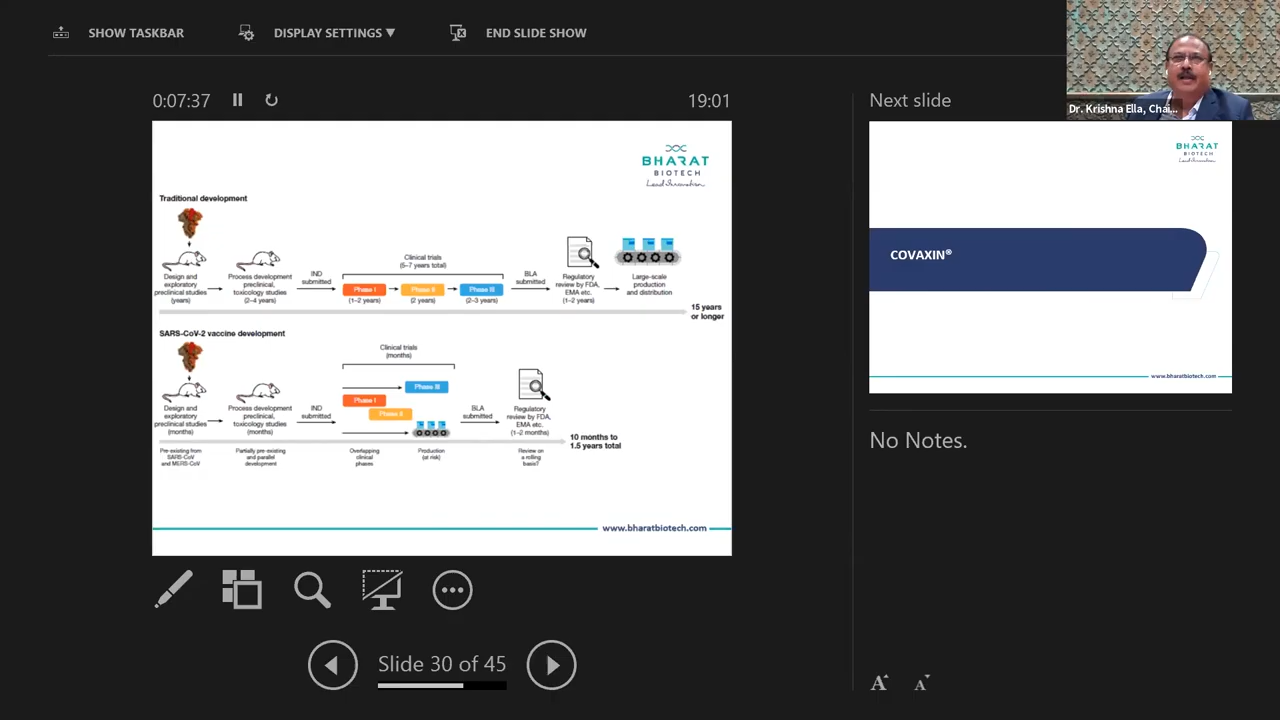 SHOW TASKBAR
DISPLAY SETTINGS ▼
END SLIDE SHOW
Dr. Krishna Ella, Chai...
0:07:37
19:01
Next slide
BHARAT
BIOTECH
Lead Innovation
Traditional development
Design and
exploratory
preclinical studies
(years)
Process development
preclinical,
toxicology studies
(2–4 years)
IND
submitted
Clinical trials
(5–7 years total)
Phase I
(1–2 years)
Phase II
(2 years)
Phase III
(2–3 years)
BLA
submitted
Regulatory
review by FDA,
EMA etc.
(1–2 years)
Large-scale
production
and distribution
15 years
or longer
SARS-CoV-2 vaccine development
Design and
exploratory
preclinical studies
(months)
Process development
preclinical,
toxicology studies
(months)
IND
submitted
Clinical trials
(months)
Phase III
Phase I
Phase II
BLA
submitted
Regulatory
review by FDA,
EMA etc.
(1–2 months)
10 months to
1.5 years total
Pre-existing from
SARS-CoV
and MERS-CoV
Partially pre-existing
and parallel
development
Overlapping
clinical
phases
Production
(at risk)
Review on
a rolling
basis?
www.bharatbiotech.com
BHARAT
BIOTECH
Lead Innovation
COVAXIN®
www.bharatbiotech.com
No Notes.
Slide 30 of 45
A
A